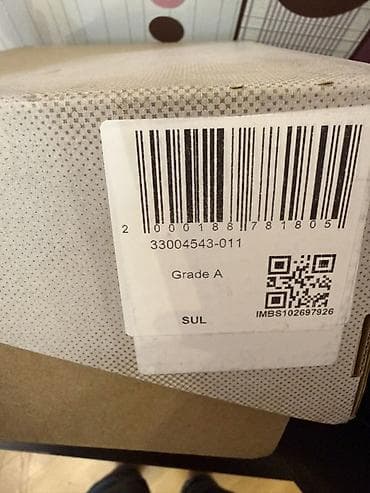 2 000188 781805
33004543-011
Grade A
SUL
IMBS102697926